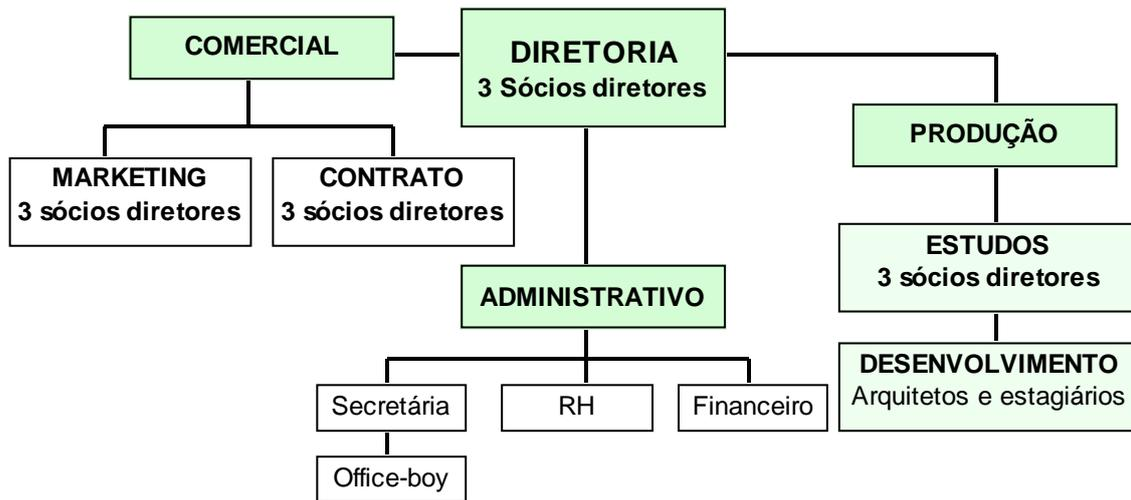 COMERCIAL
DIRETORIA
3 Sócios diretores
PRODUÇÃO
MARKETING
3 sócios diretores
CONTRATO
3 sócios diretores
ESTUDOS
3 sócios diretores
ADMINISTRATIVO
DESENVOLVIMENTO
Arquitetos e estagiários
Secretária
RH
Financeiro
Office-boy